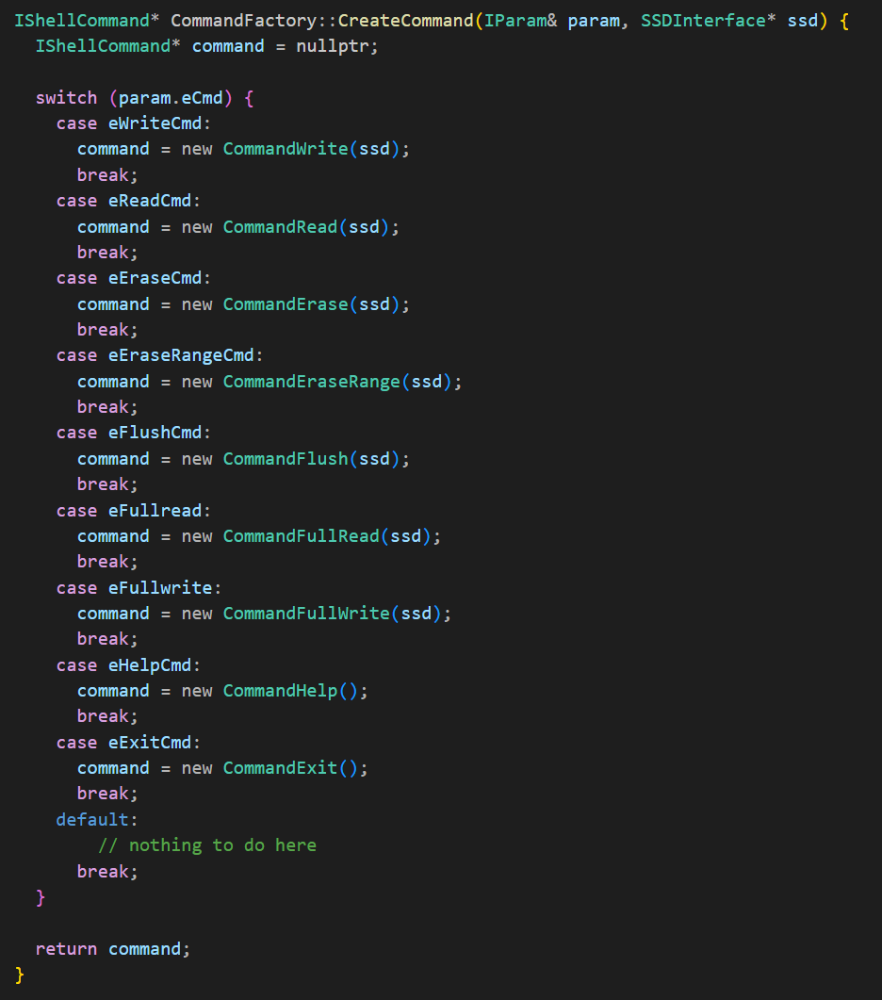 IShellCommand* CommandFactory::CreateCommand(IParam& param, SSDInterface* ssd) {
  IShellCommand* command = nullptr;

  switch (param.eCmd) {
    case eWriteCmd:
      command = new CommandWrite(ssd);
      break;
    case eReadCmd:
      command = new CommandRead(ssd);
      break;
    case eEraseCmd:
      command = new CommandErase(ssd);
      break;
    case eEraseRangeCmd:
      command = new CommandEraseRange(ssd);
      break;
    case eFlushCmd:
      command = new CommandFlush(ssd);
      break;
    case eFullread:
      command = new CommandFullRead(ssd);
      break;
    case eFullwrite:
      command = new CommandFullWrite(ssd);
      break;
    case eHelpCmd:
      command = new CommandHelp();
      break;
    case eExitCmd:
      command = new CommandExit();
      break;
    default:
        // nothing to do here
      break;
  }

  return command;
}